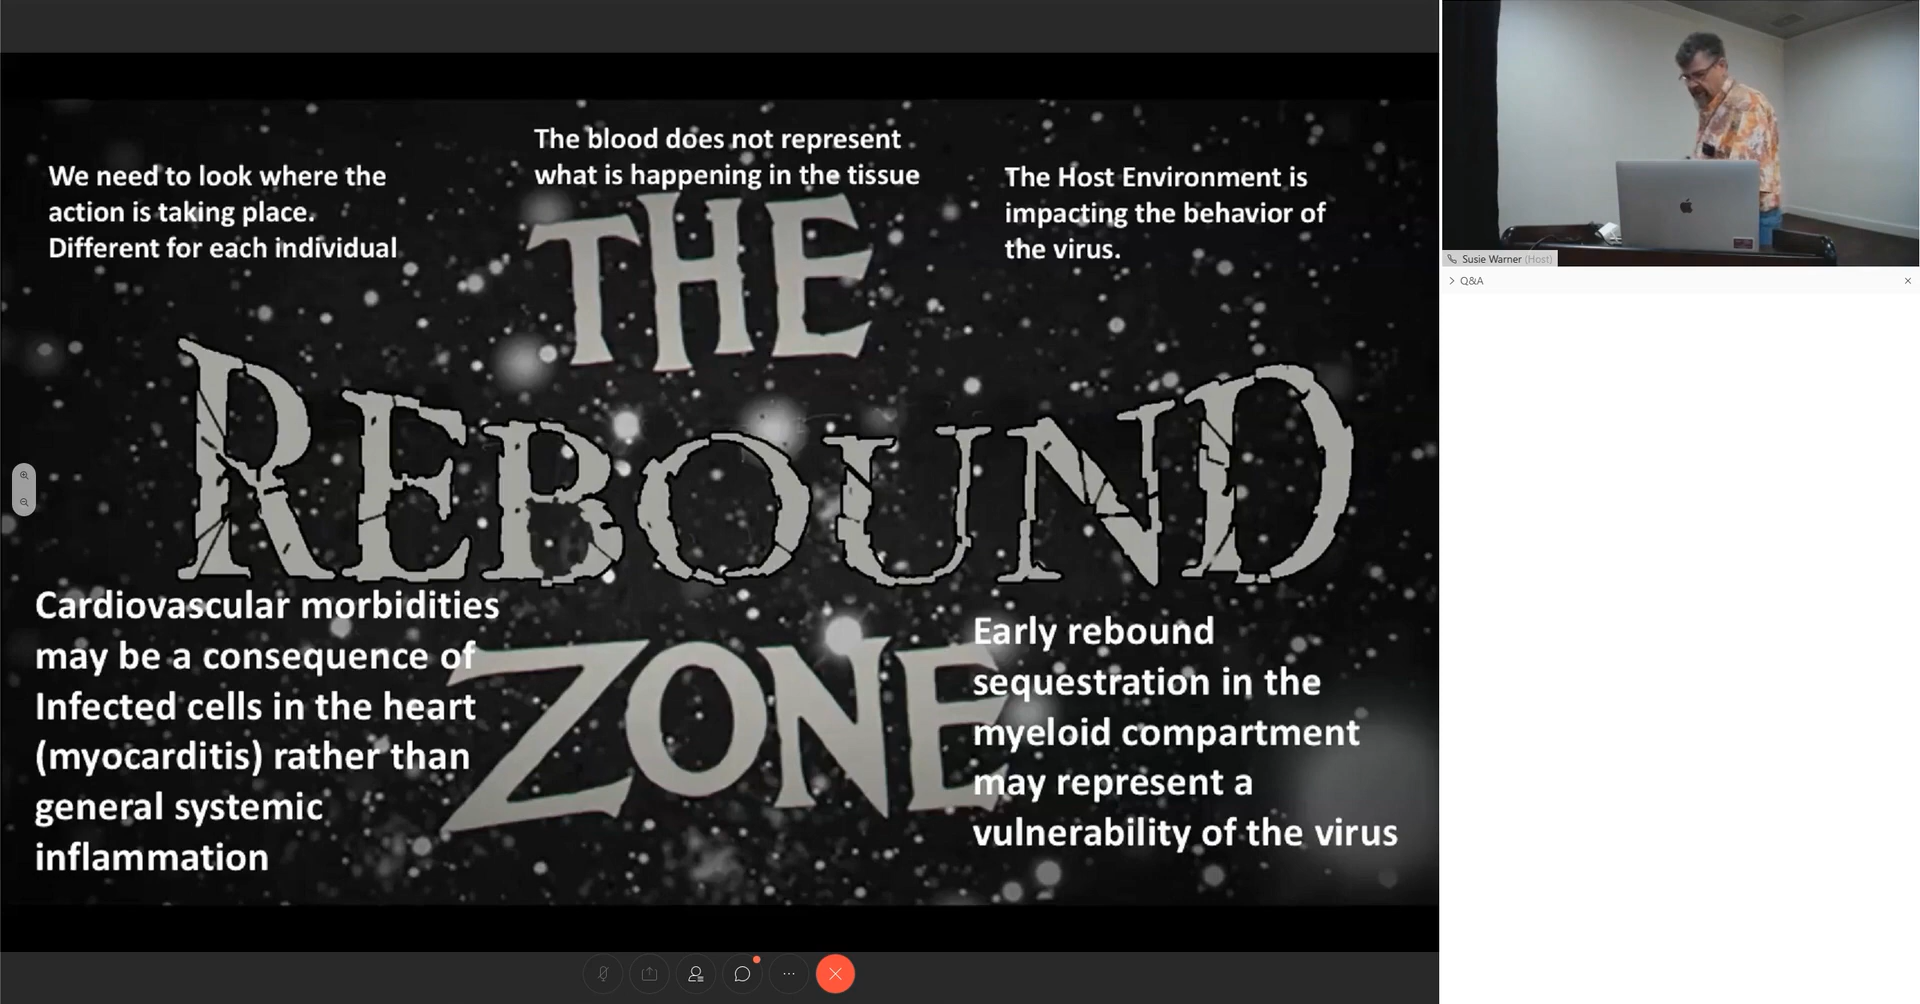 The blood does not represent
what is happening in the tissue
We need to look where the
action is taking place.
Different for each individual
The Host Environment is
impacting the behavior of
the virus.
THE
REBOUND
ZONE
Cardiovascular morbidities
may be a consequence of
Infected cells in the heart
(myocarditis) rather than
general systemic
inflammation
Early rebound
sequestration in the
myeloid compartment
may represent a
vulnerability of the virus
Susie Warner (Host)
Q&A